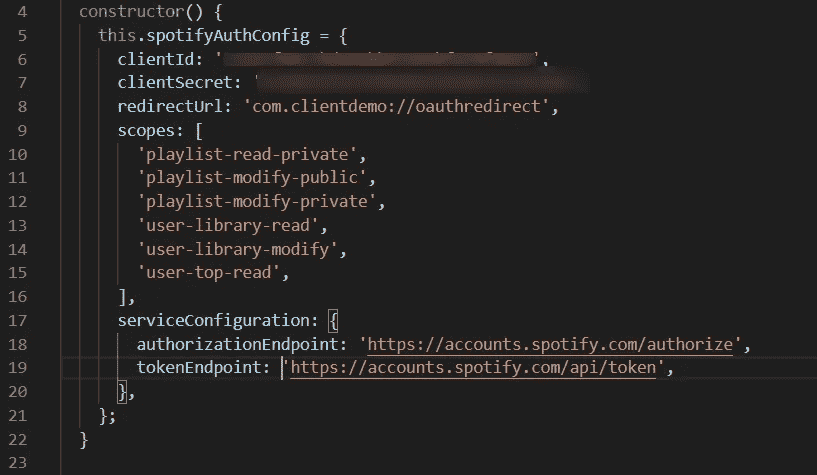 4 constructor() {
5 this.spotifyAuthConfig = {
6 clientId: '',
7 clientSecret: '
8 redirectUrl: 'com.clientdemo://oauthredirect',
9 scopes: [
10 'playlist-read-private',
11 'playlist-modify-public',
12 'playlist-modify-private',
13 'user-library-read',
14 'user-library-modify',
15 'user-top-read',
16 ],
17 serviceConfiguration: {
18 authorizationEndpoint: 'https://accounts.spotify.com/authorize',
19 tokenEndpoint: 'https://accounts.spotify.com/api/token',
20 },
21 };
22 }
23